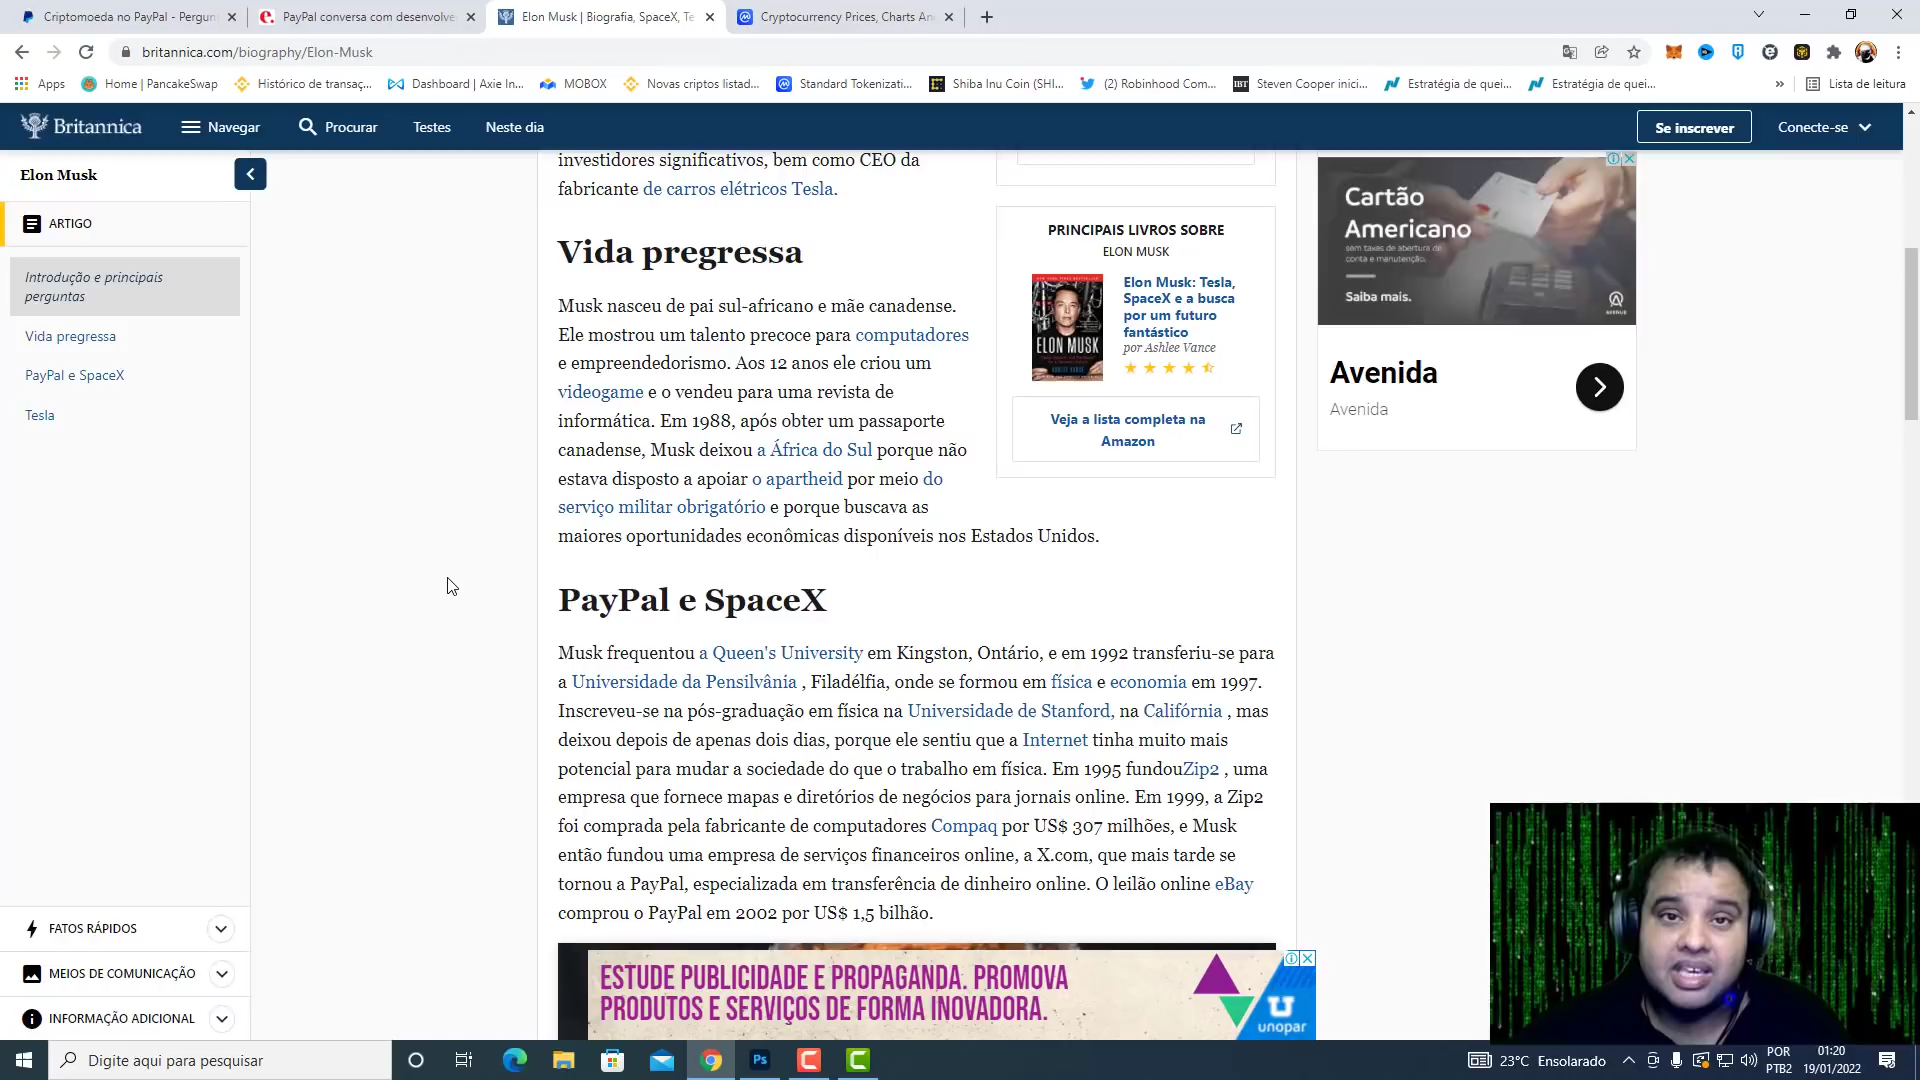 Criptomoeda no PayPal - Pergun
PayPal conversa com desenvolve
Elon Musk | Biografia, SpaceX, Te
Cryptocurrency Prices, Charts An
britannica.com/biography/Elon-Musk
Apps
Home | PancakeSwap
Histórico de transaç...
Dashboard | Axie In...
MOBOX
Novas criptos listad...
Standard Tokenizati...
Shiba Inu Coin (SHI...
(2) Robinhood Com...
Steven Cooper inici...
Estratégia de quei...
Estratégia de quei...
»
Lista de leitura
Britannica
Navegar
Procurar
Testes
Neste dia
Se inscrever
Conecte-se
Elon Musk
ARTIGO
Introdução e principais
perguntas
Vida pregressa
PayPal e SpaceX
Tesla
FATOS RÁPIDOS
MEIOS DE COMUNICAÇÃO
INFORMAÇÃO ADICIONAL
investidores significativos, bem como CEO da
fabricante de carros elétricos Tesla.
Vida pregressa
Musk nasceu de pai sul-africano e mãe canadense.
Ele mostrou um talento precoce para computadores
e empreendedorismo. Aos 12 anos ele criou um
videogame e o vendeu para uma revista de
informática. Em 1988, após obter um passaporte
canadense, Musk deixou a África do Sul porque não
estava disposto a apoiar o apartheid por meio do
serviço militar obrigatório e porque buscava as
maiores oportunidades econômicas disponíveis nos Estados Unidos.
PayPal e SpaceX
Musk frequentou a Queen's University em Kingston, Ontário, e em 1992 transferiu-se para
a Universidade da Pensilvânia , Filadélfia, onde se formou em física e economia em 1997.
Inscreveu-se na pós-graduação em física na Universidade de Stanford, na Califórnia , mas
deixou depois de apenas dois dias, porque ele sentiu que a Internet tinha muito mais
potencial para mudar a sociedade do que o trabalho em física. Em 1995 fundouZip2 , uma
empresa que fornece mapas e diretórios de negócios para jornais online. Em 1999, a Zip2
foi comprada pela fabricante de computadores Compaq por US$ 307 milhões, e Musk
então fundou uma empresa de serviços financeiros online, a X.com, que mais tarde se
tornou a PayPal, especializada em transferência de dinheiro online. O leilão online eBay
comprou o PayPal em 2002 por US$ 1,5 bilhão.
PRINCIPAIS LIVROS SOBRE
ELON MUSK
ELON MUSK
Elon Musk: Tesla,
SpaceX e a busca
por um futuro
fantástico
por Ashlee Vance
Veja a lista completa na
Amazon
Cartão
Americano
sem taxas de abertura de
conta e manutenção.
Saiba mais.
Avenida
Avenida
ESTUDE PUBLICIDADE E PROPAGANDA. PROMOVA
PRODUTOS E SERVIÇOS DE FORMA INOVADORA.
unopar
Digite aqui para pesquisar
Ps
23°C Ensolarado
POR
PTB2
01:20
19/01/2022